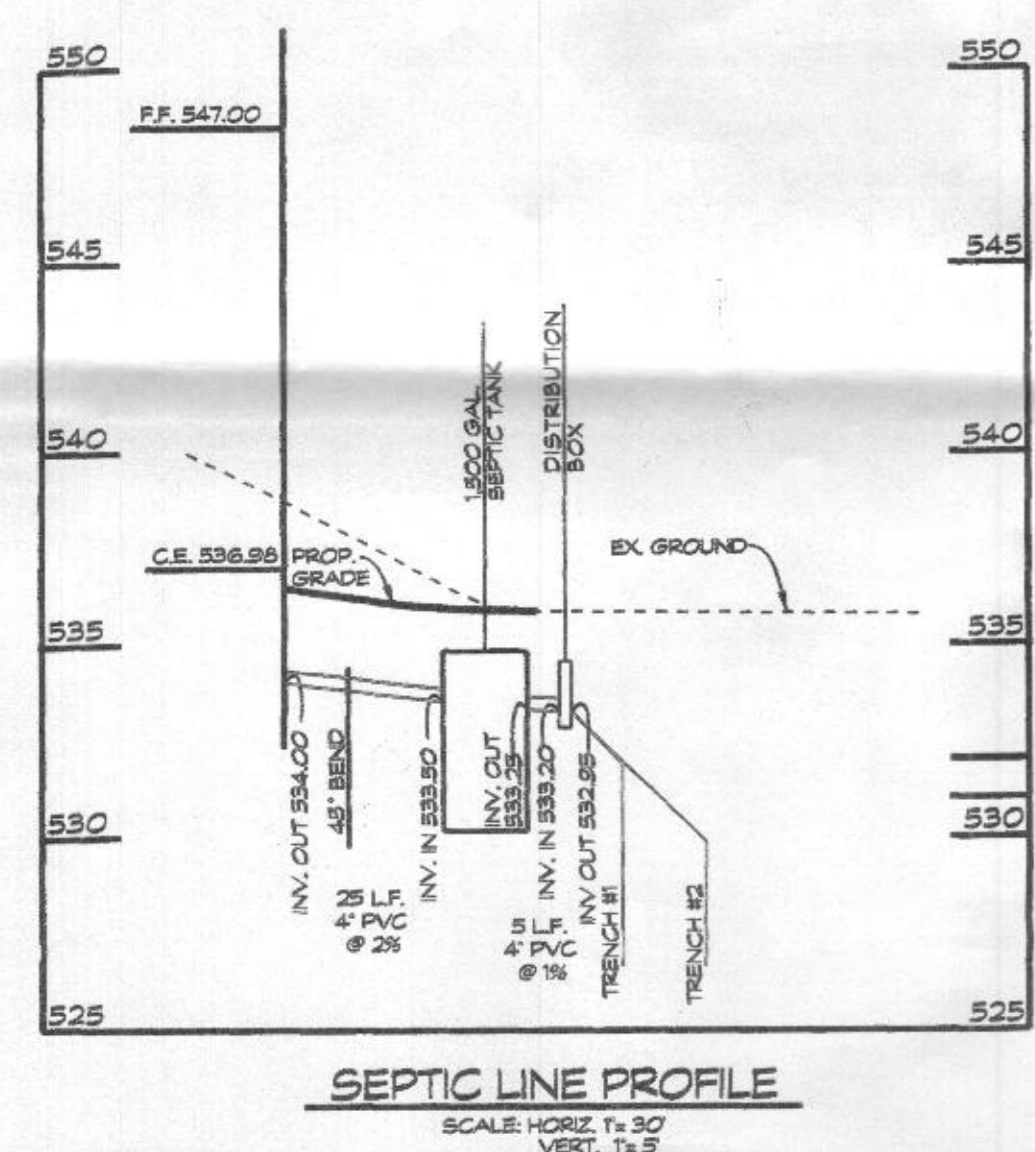 550
550
F.F. 547.00
545
545
1,500 GAL.
SEPTIC TANK
DISTRIBUTION
BOX
540
540
C.E. 536.98
PROP.
GRADE
EX. GROUND
535
535
INV. OUT 534.00
45° BEND
INV. IN 533.50
INV. OUT
533.25
INV. IN 533.20
INV OUT 532.95
530
530
25 L.F.
4" PVC
@ 2%
5 L.F.
4" PVC
@ 1%
TRENCH #1
TRENCH #2
525
525
SEPTIC LINE PROFILE
SCALE: HORIZ. 1"= 30'
VERT. 1"= 5'